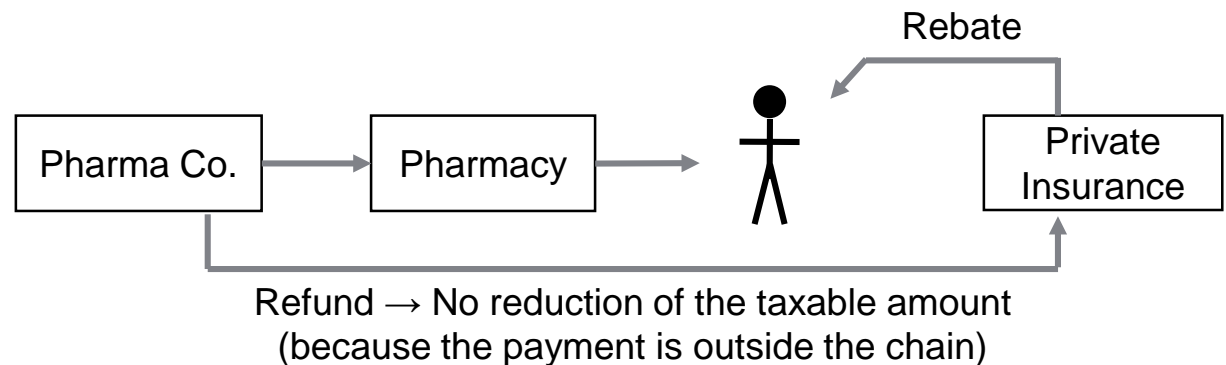 Rebate
Pharma Co.
Pharmacy
Private
Insurance
Refund → No reduction of the taxable amount
(because the payment is outside the chain)